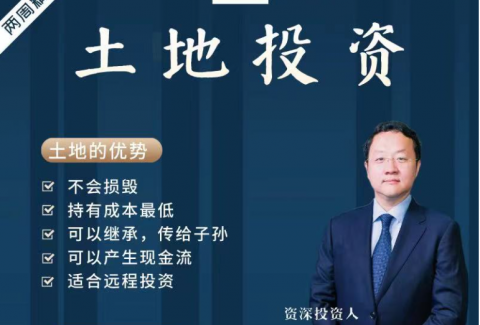 两周
土地投资
土地的优势
不会损毁
持有成本最低
可以继承，传给子孙
可以产生现金流
适合远程投资
资深投资人